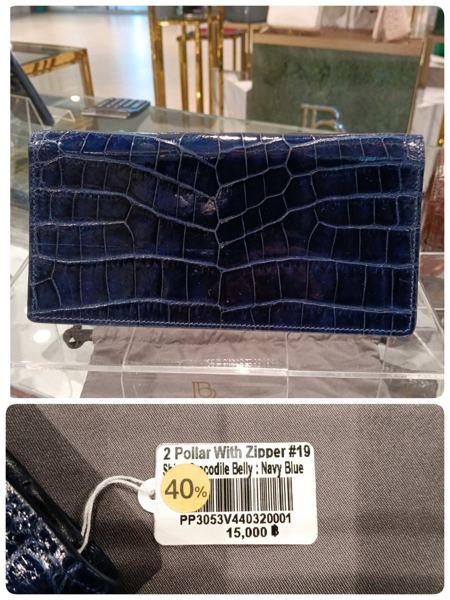 B
2 Pollar With Zipper #19
Crocodile Belly : Navy Blue
40%
PP3053V440320001
15,000 ฿